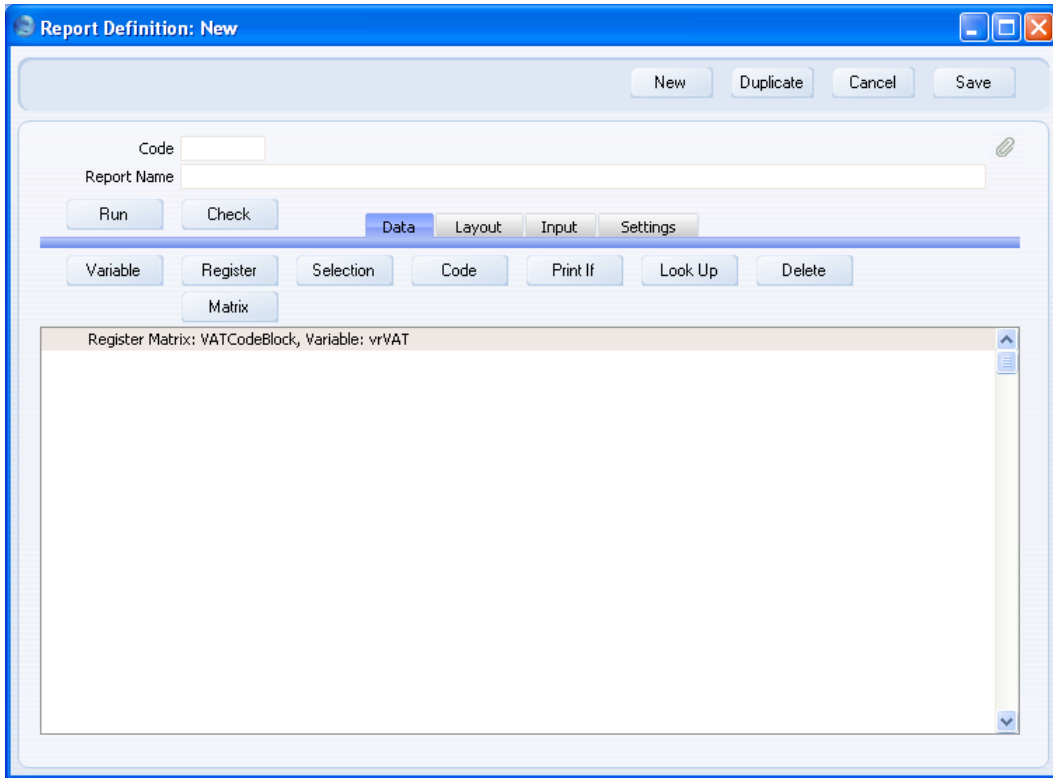 Report Definition: New
New Duplicate Cancel Save
Code
Report Name
Run Check
Data Layout Input Settings
Variable Register Selection Code Print If Look Up Delete
Matrix
Register Matrix: VATCodeBlock, Variable: vrVAT